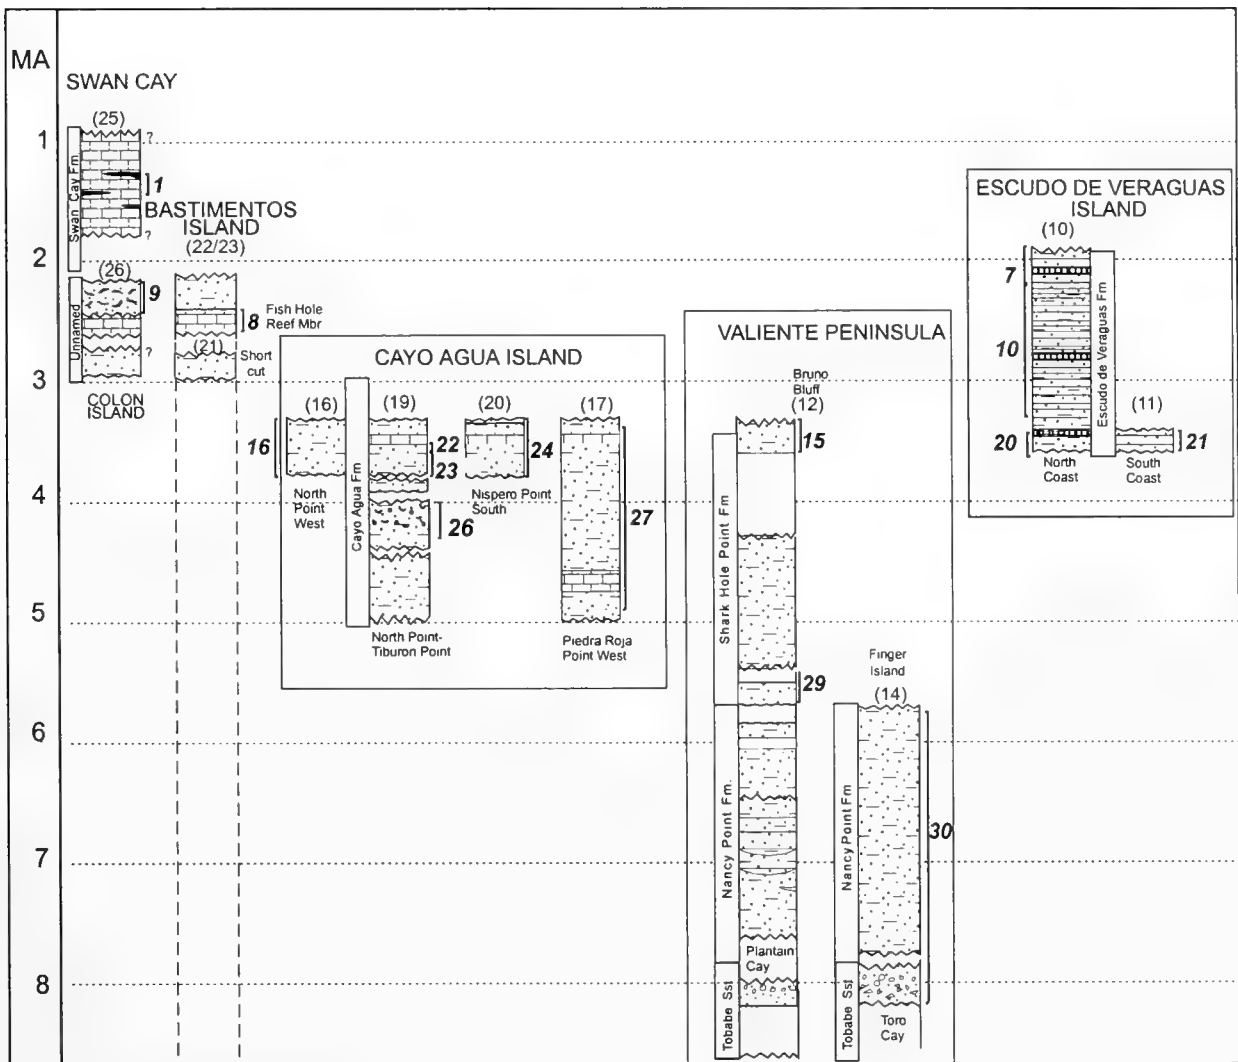 MA
1
2
3
4
5
6
7
8
SWAN CAY
(25)
?
Swan Cay Fm
1
?
BASTIMENTOS
ISLAND
(22/23)
(26)
9
Unnamed
?
COLON
ISLAND
8
Fish Hole
Reef Mbr
(21)
Short
cut
CAYO AGUA ISLAND
(16)
16
North
Point
West
Cayo Agua Fm
(19)
22
23
26
North Point-
Tiburon Point
(20)
24
Nispero Point
South
(17)
27
Piedra Roja
Point West
VALIENTE PENINSULA
Bruno
Bluff
(12)
15
Shark Hole Point Fm
29
Nancy Point Fm.
Plantain
Cay
Tobabe Sst
Finger
Island
(14)
Nancy Point Fm
30
Tobabe Sst
Toro
Cay
ESCUDO DE VERAGUAS
ISLAND
(10)
7
10
20
Escudo de Veraguas Fm
North
Coast
(11)
21
South
Coast